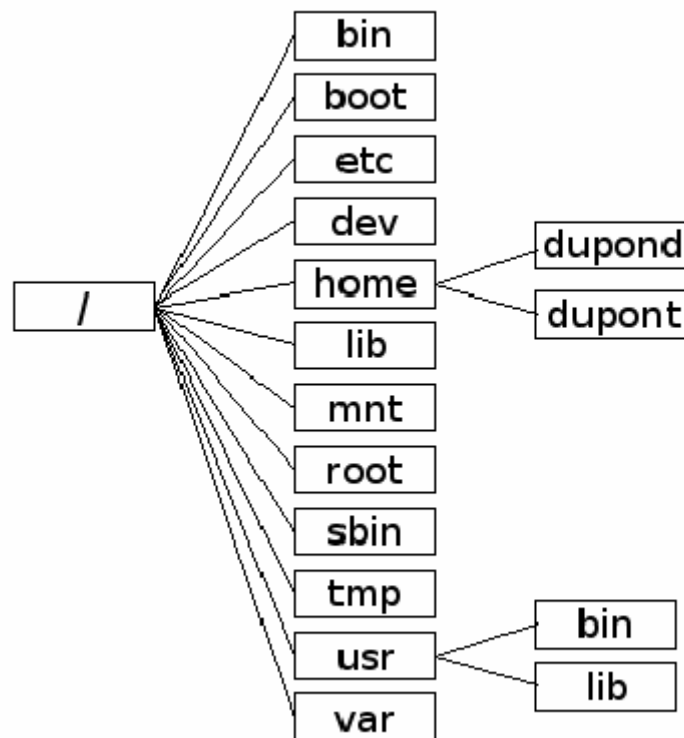 /
bin
boot
etc
dev
home
lib
mnt
root
sbin
tmp
usr
var
dupond
dupont
bin
lib